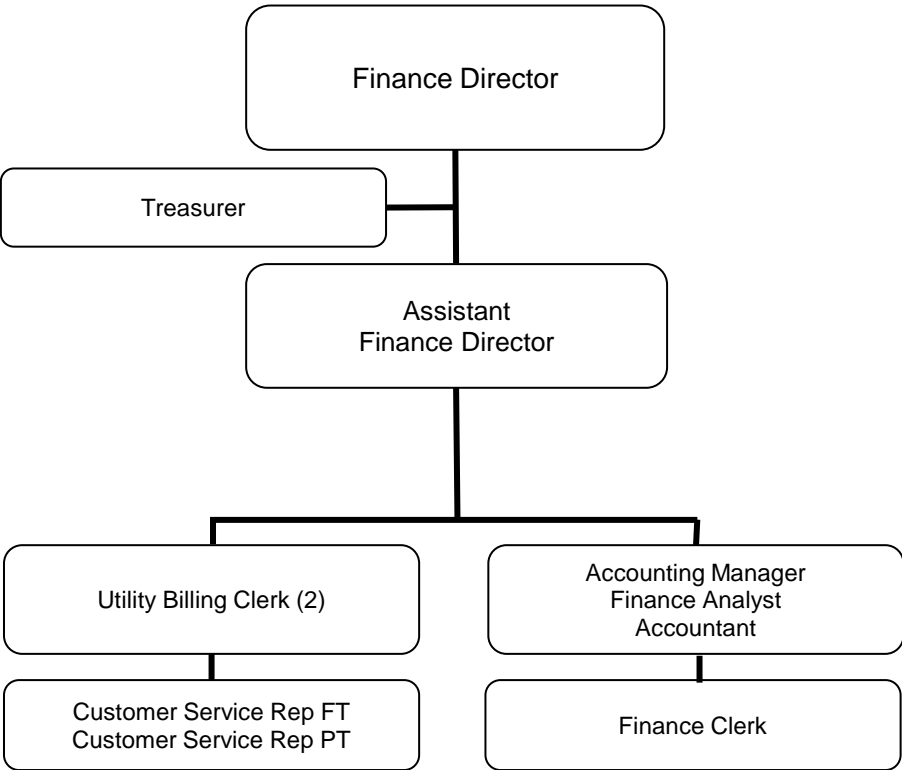 Finance Director
Treasurer
Assistant
Finance Director
Utility Billing Clerk (2)
Accounting Manager
Finance Analyst
Accountant
Customer Service Rep FT
Customer Service Rep PT
Finance Clerk